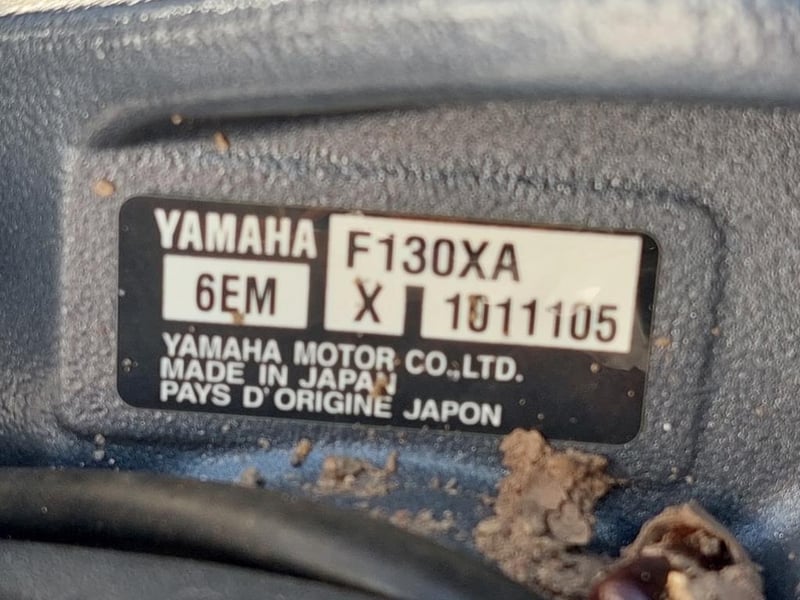 YAMAHA F130XA
6EM X 1011105
YAMAHA MOTOR CO.,LTD.
MADE IN JAPAN
PAYS D'ORIGINE JAPON